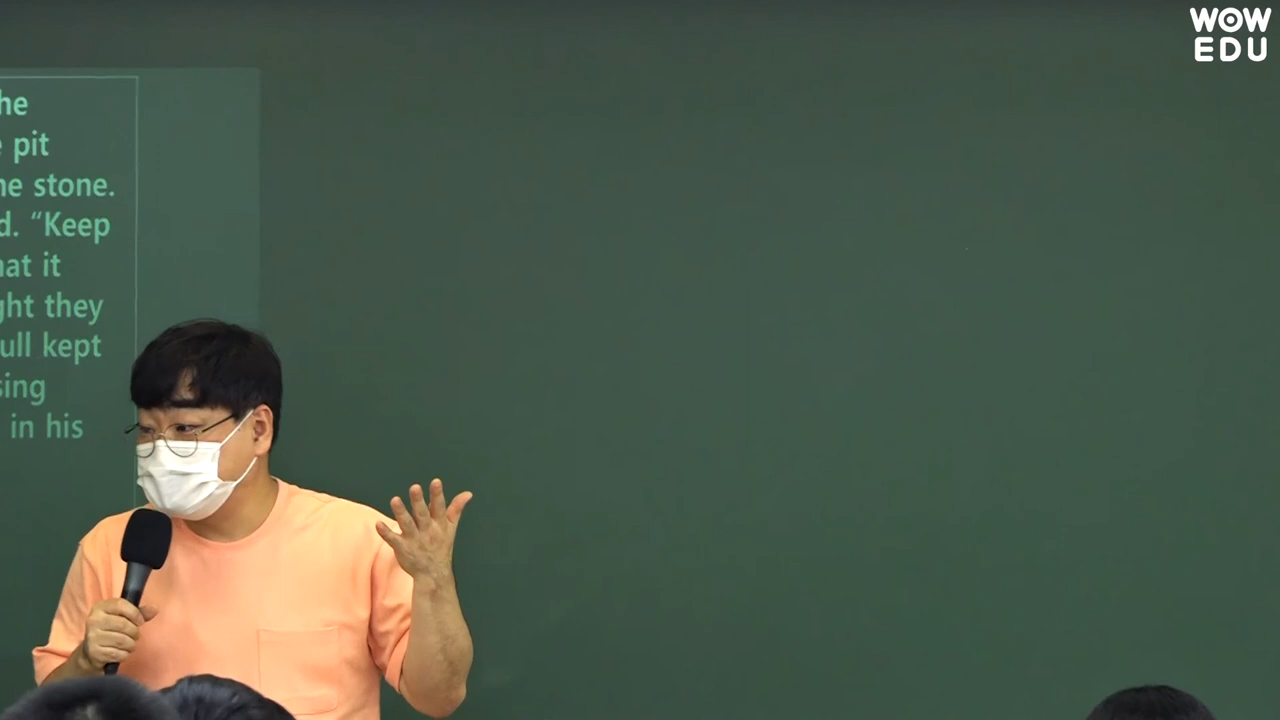 WOW
EDU
he
pit
he stone.
d. “Keep
hat it
ght they
ull kept
sing
in his